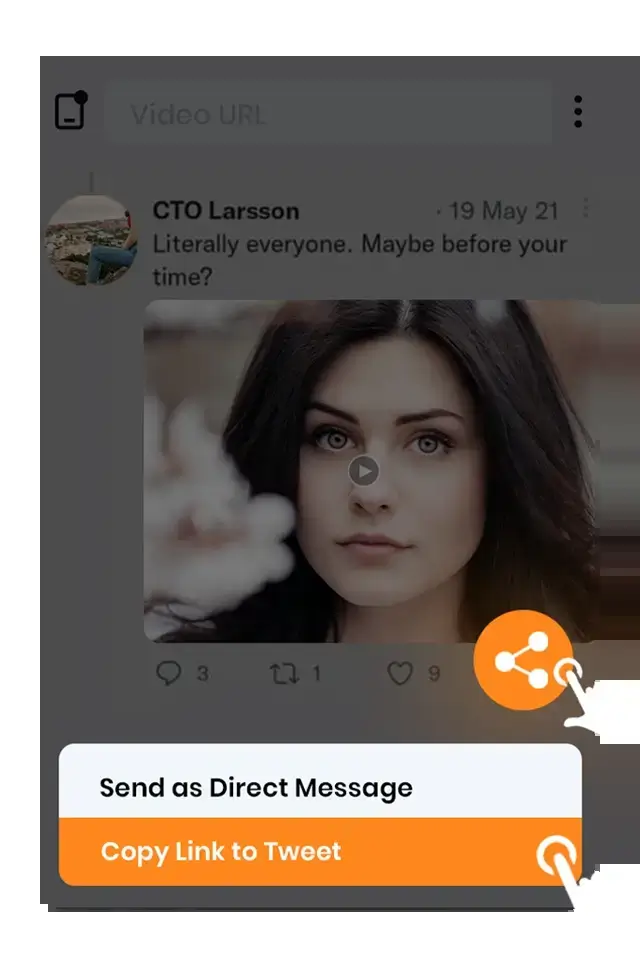 Video URL
CTO Larsson · 19 May 21
Literally everyone. Maybe before your
time?
3 1 9
Send as Direct Message
Copy Link to Tweet